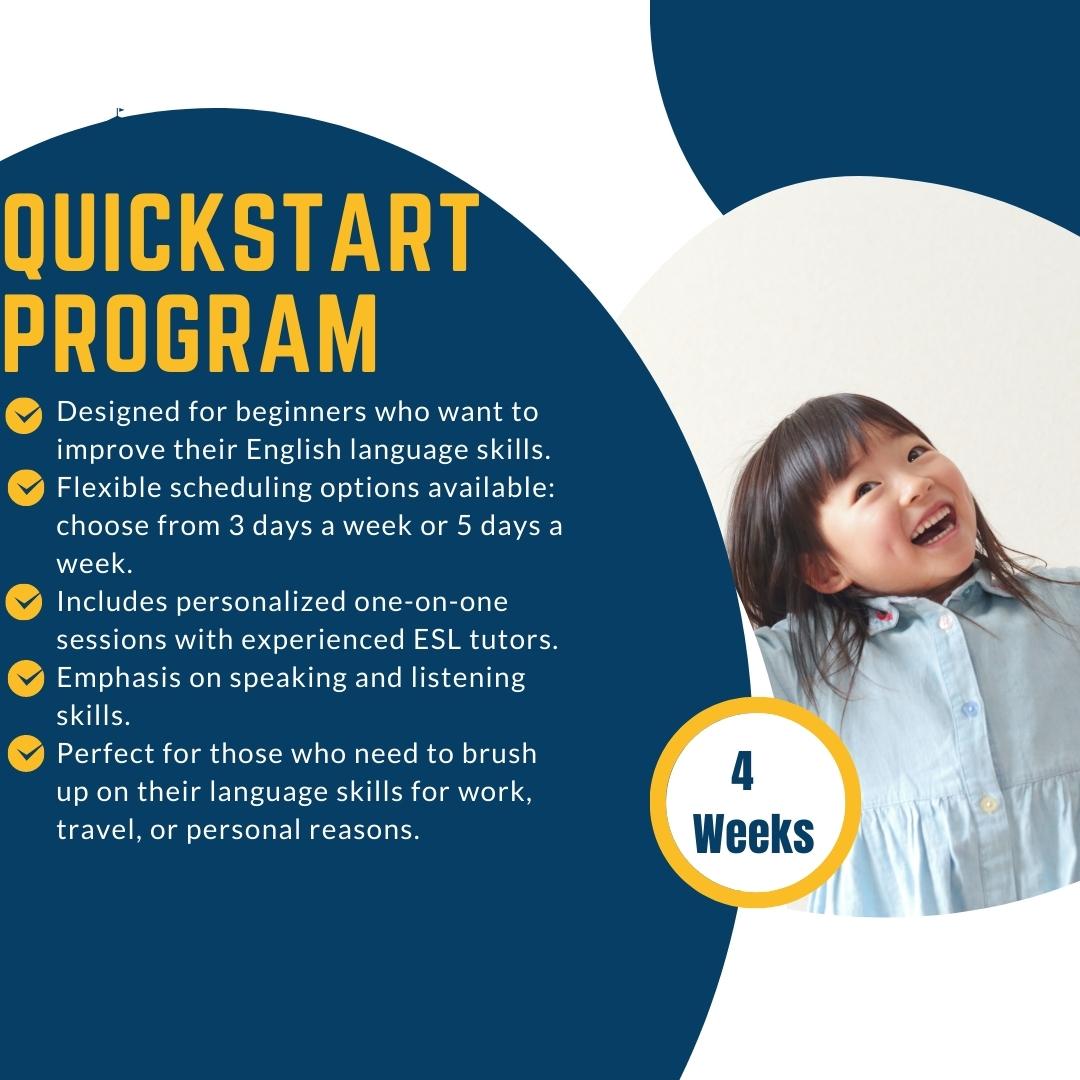 QUICKSTART
PROGRAM
Designed for beginners who want to
improve their English language skills.
Flexible scheduling options available:
choose from 3 days a week or 5 days a
week.
Includes personalized one-on-one
sessions with experienced ESL tutors.
Emphasis on speaking and listening
skills.
Perfect for those who need to brush
up on their language skills for work,
travel, or personal reasons.
4
Weeks